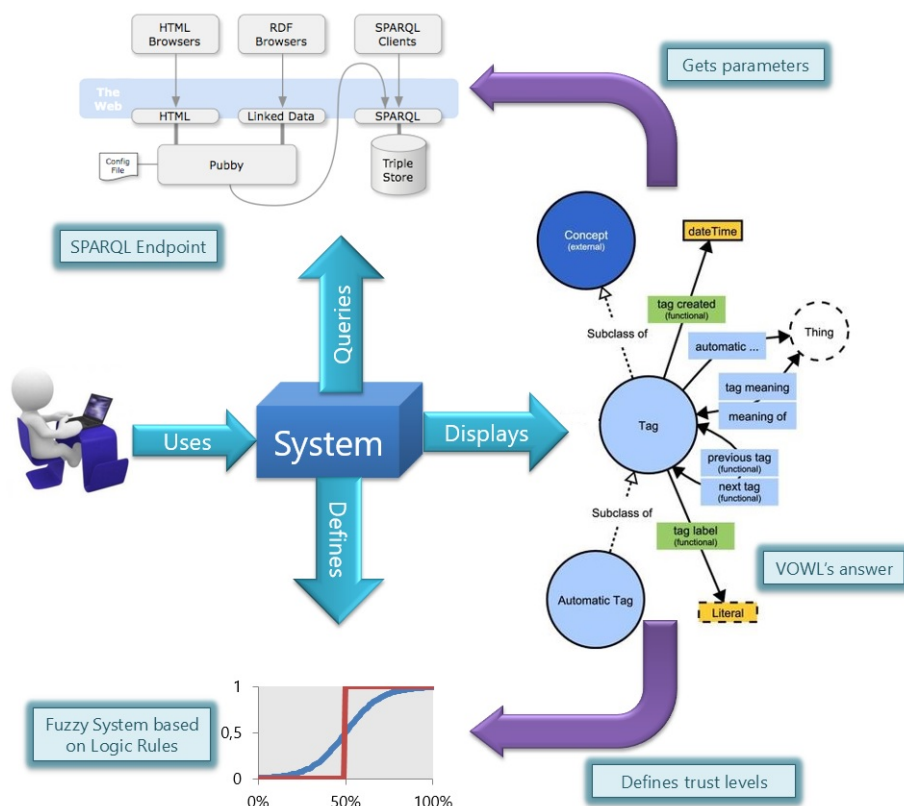 HTML
Browsers
RDF
Browsers
SPARQL
Clients
Gets parameters
The
Web
HTML
Linked Data
SPARQL
Config
File
Pubby
Triple
Store
SPARQL Endpoint
Concept
(external)
dateTime
Queries
tag created
(functional)
Subclass of
Thing
automatic ...
tag meaning
meaning of
Uses
System
Displays
Tag
previous tag
(functional)
next tag
(functional)
Defines
Subclass of
tag label
(functional)
VOWL's answer
Automatic Tag
Literal
Fuzzy System based
on Logic Rules
1
0,5
0
0%
50%
100%
Defines trust levels